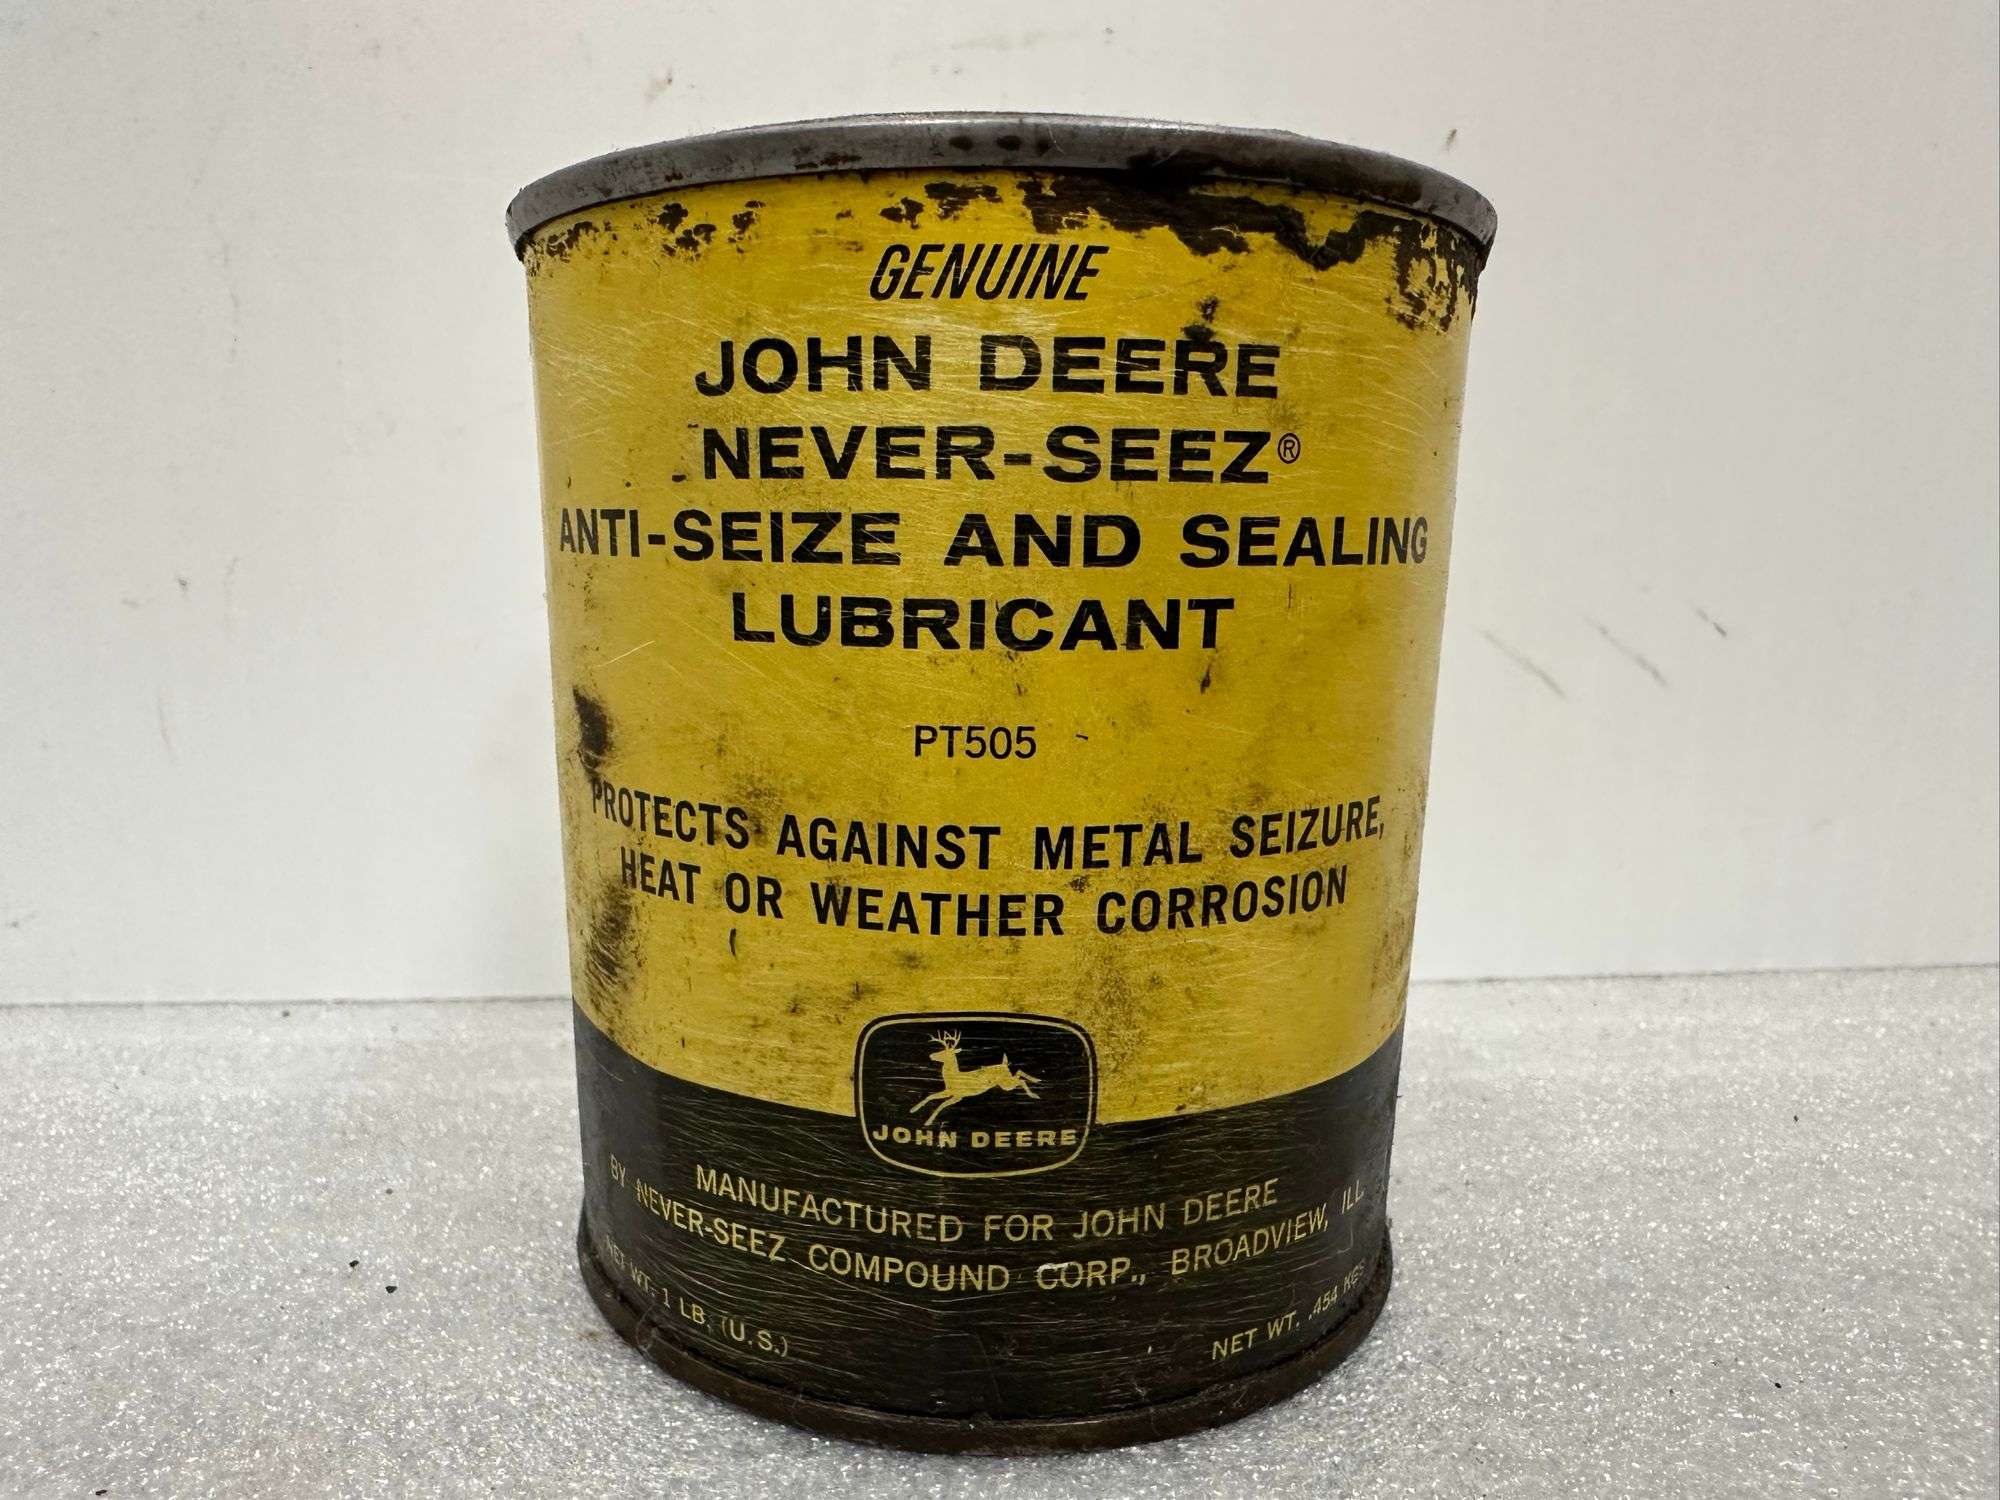 GENUINE
JOHN DEERE
NEVER-SEEZ®
ANTI-SEIZE AND SEALING
LUBRICANT
PT505
PROTECTS AGAINST METAL SEIZURE,
HEAT OR WEATHER CORROSION
JOHN DEERE
MANUFACTURED FOR JOHN DEERE
BY NEVER-SEEZ COMPOUND CORP., BROADVIEW, ILL.
NET WT. 1 LB. (U.S.)
NET WT. .454 KGS